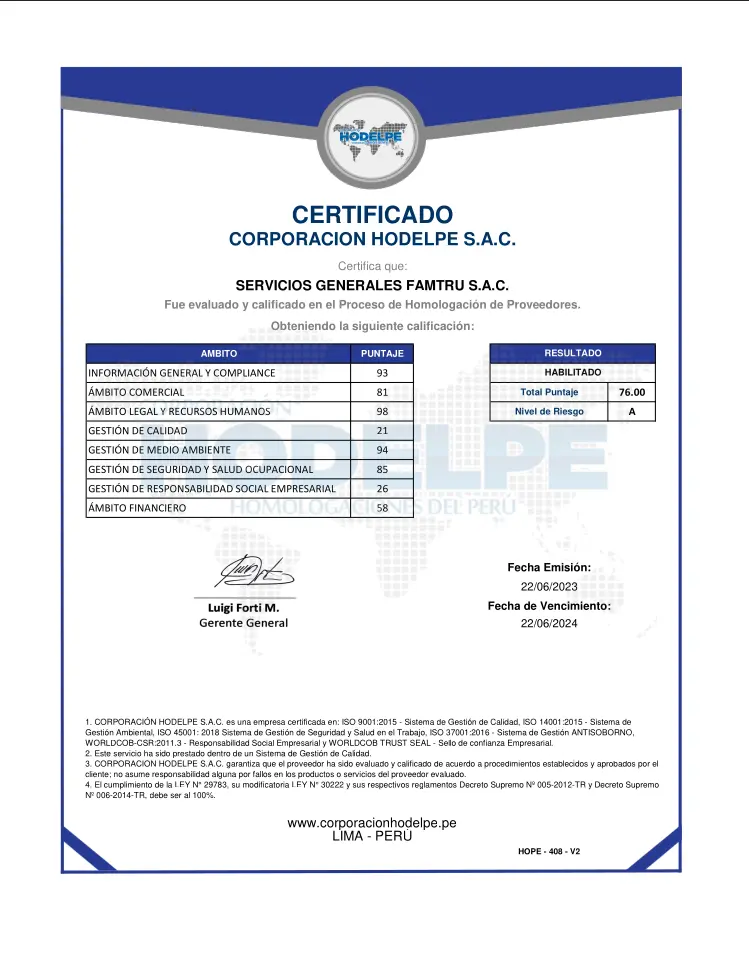 HODELPE
CERTIFICADO
CORPORACION HODELPE S.A.C.
Certifica que:
SERVICIOS GENERALES FAMTRU S.A.C.
Fue evaluado y calificado en el Proceso de Homologación de Proveedores.
Obteniendo la siguiente calificación:
AMBITO PUNTAJE
INFORMACIÓN GENERAL Y COMPLIANCE 93
ÁMBITO COMERCIAL 81
ÁMBITO LEGAL Y RECURSOS HUMANOS 98
GESTIÓN DE CALIDAD 21
GESTIÓN DE MEDIO AMBIENTE 94
GESTIÓN DE SEGURIDAD Y SALUD OCUPACIONAL 85
GESTIÓN DE RESPONSABILIDAD SOCIAL EMPRESARIAL 26
ÁMBITO FINANCIERO 58
RESULTADO
HABILITADO
Total Puntaje 76.00
Nivel de Riesgo A
CORPORACIÓN
HODELPE
HOMOLOGACIONES DEL PERU
Luigi Forti M.
Gerente General
Fecha Emisión:
22/06/2023
Fecha de Vencimiento:
22/06/2024
1. CORPORACIÓN HODELPE S.A.C. es una empresa certificada en: ISO 9001:2015 - Sistema de Gestión de Calidad, ISO 14001:2015 - Sistema de
Gestión Ambiental, ISO 45001: 2018 Sistema de Gestión de Seguridad y Salud en el Trabajo, ISO 37001:2016 - Sistema de Gestión ANTISOBORNO,
WORLDCOB-CSR:2011.3 - Responsabilidad Social Empresarial y WORLDCOB TRUST SEAL - Sello de confianza Empresarial.
2. Este servicio ha sido prestado dentro de un Sistema de Gestión de Calidad.
3. CORPORACION HODELPE S.A.C. garantiza que el proveedor ha sido evaluado y calificado de acuerdo a procedimientos establecidos y aprobados por el
cliente; no asume responsabilidad alguna por fallos en los productos o servicios del proveedor evaluado.
4. El cumplimiento de la LEY N° 29783, su modificatoria LEY N° 30222 y sus respectivos reglamentos Decreto Supremo Nº 005-2012-TR y Decreto Supremo
Nº 006-2014-TR, debe ser al 100%.
www.corporacionhodelpe.pe
LIMA - PERÚ
HOPE - 408 - V2